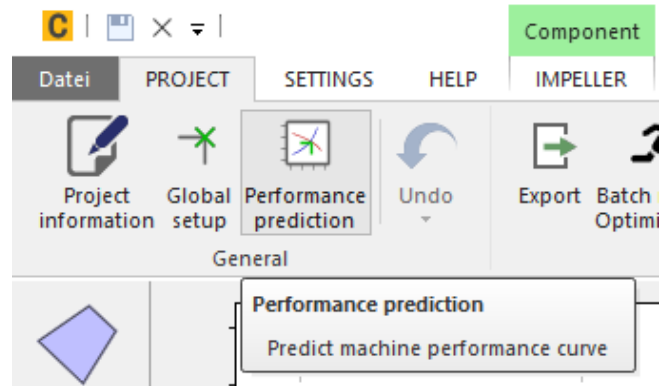 C
Component
Datei PROJECT SETTINGS HELP IMPELLER
Project information
Global setup
Performance prediction
Undo
Export
Batch
General
Performance prediction
Predict machine performance curve